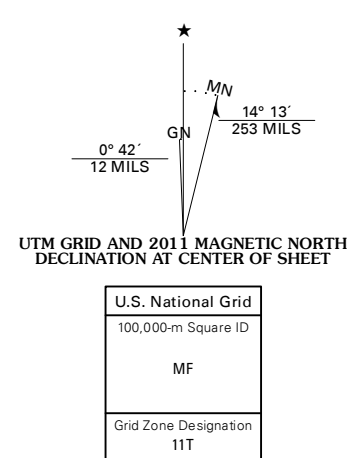 MN
GN
14° 13´
253 MILS
0° 42´
12 MILS
UTM GRID AND 2011 MAGNETIC NORTH
DECLINATION AT CENTER OF SHEET
U.S. National Grid
100,000-m Square ID
MF
Grid Zone Designation
11T